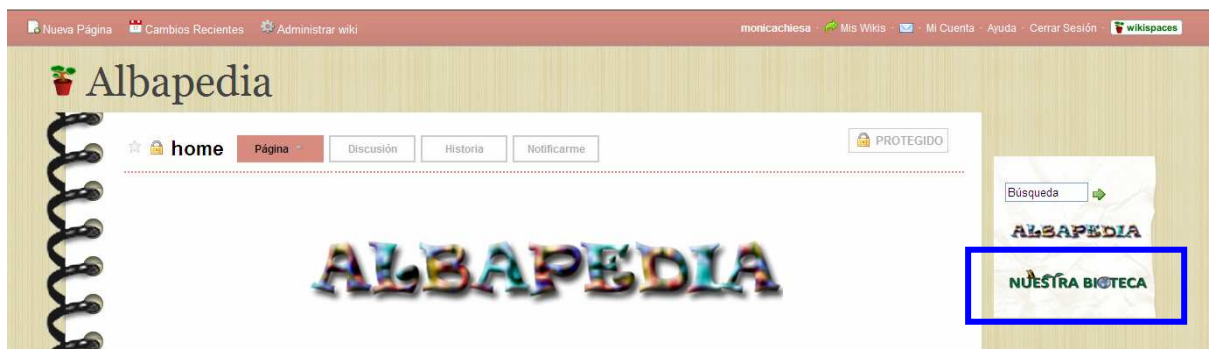 Nueva Página Cambios Recientes Administrar wiki monicachiesa · Mis Wikis · · Mi Cuenta · Ayuda · Cerrar Sesión · wikispaces
Albapedia
home Página Discusión Historia Notificarme PROTEGIDO
Búsqueda
ALBAPEDIA
ALBAPEDIA
NUESTRA BIOTECA